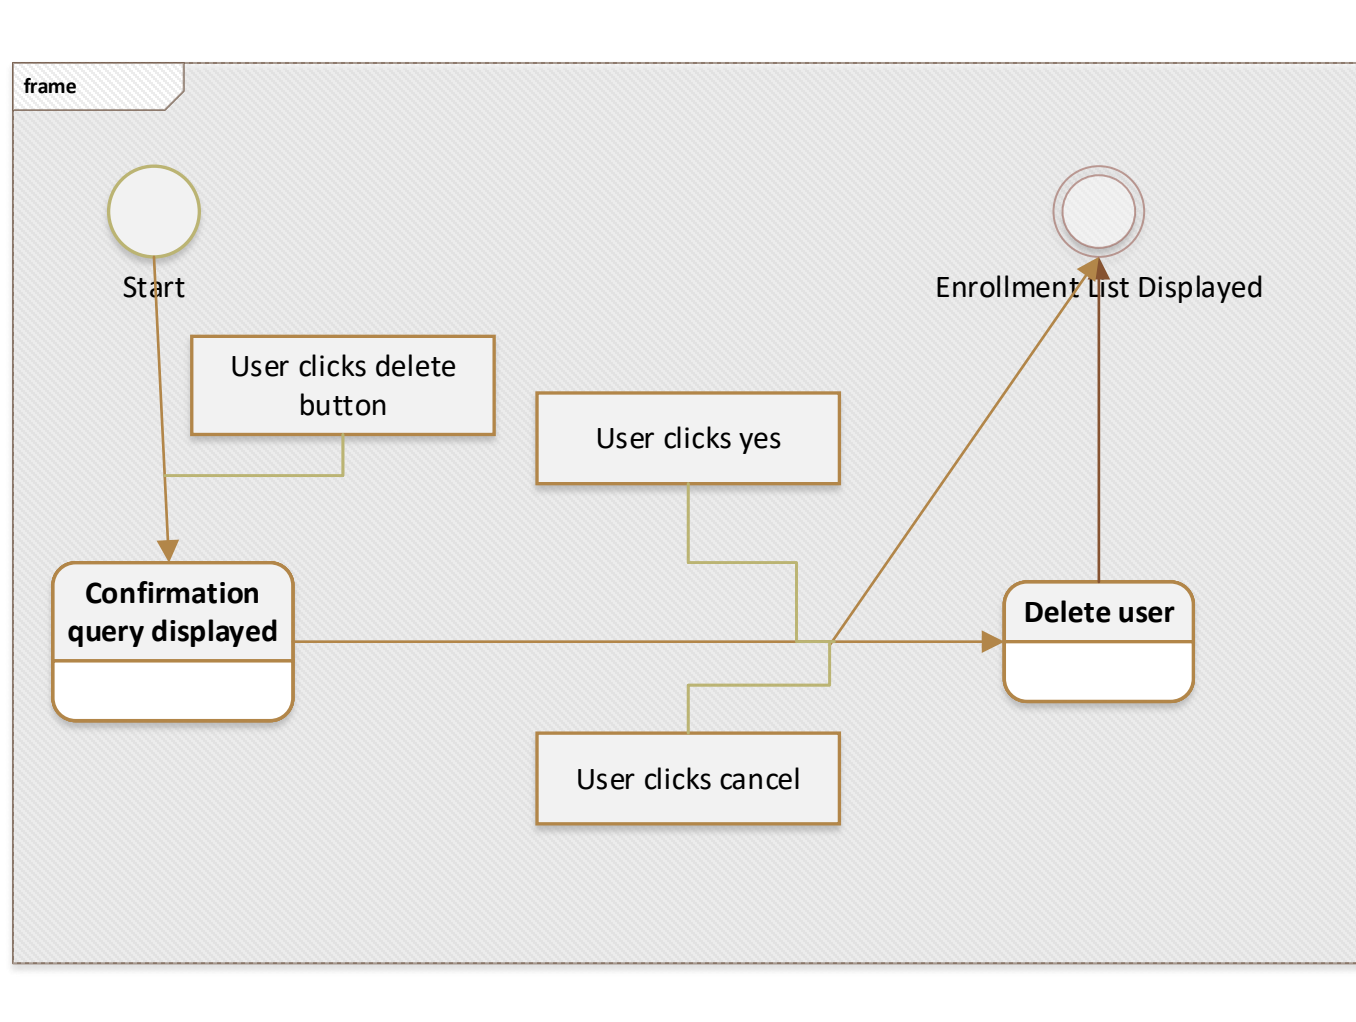 frame
Start
Enrollment List Displayed
User clicks delete
button
User clicks yes
Confirmation
query displayed
Delete user
User clicks cancel